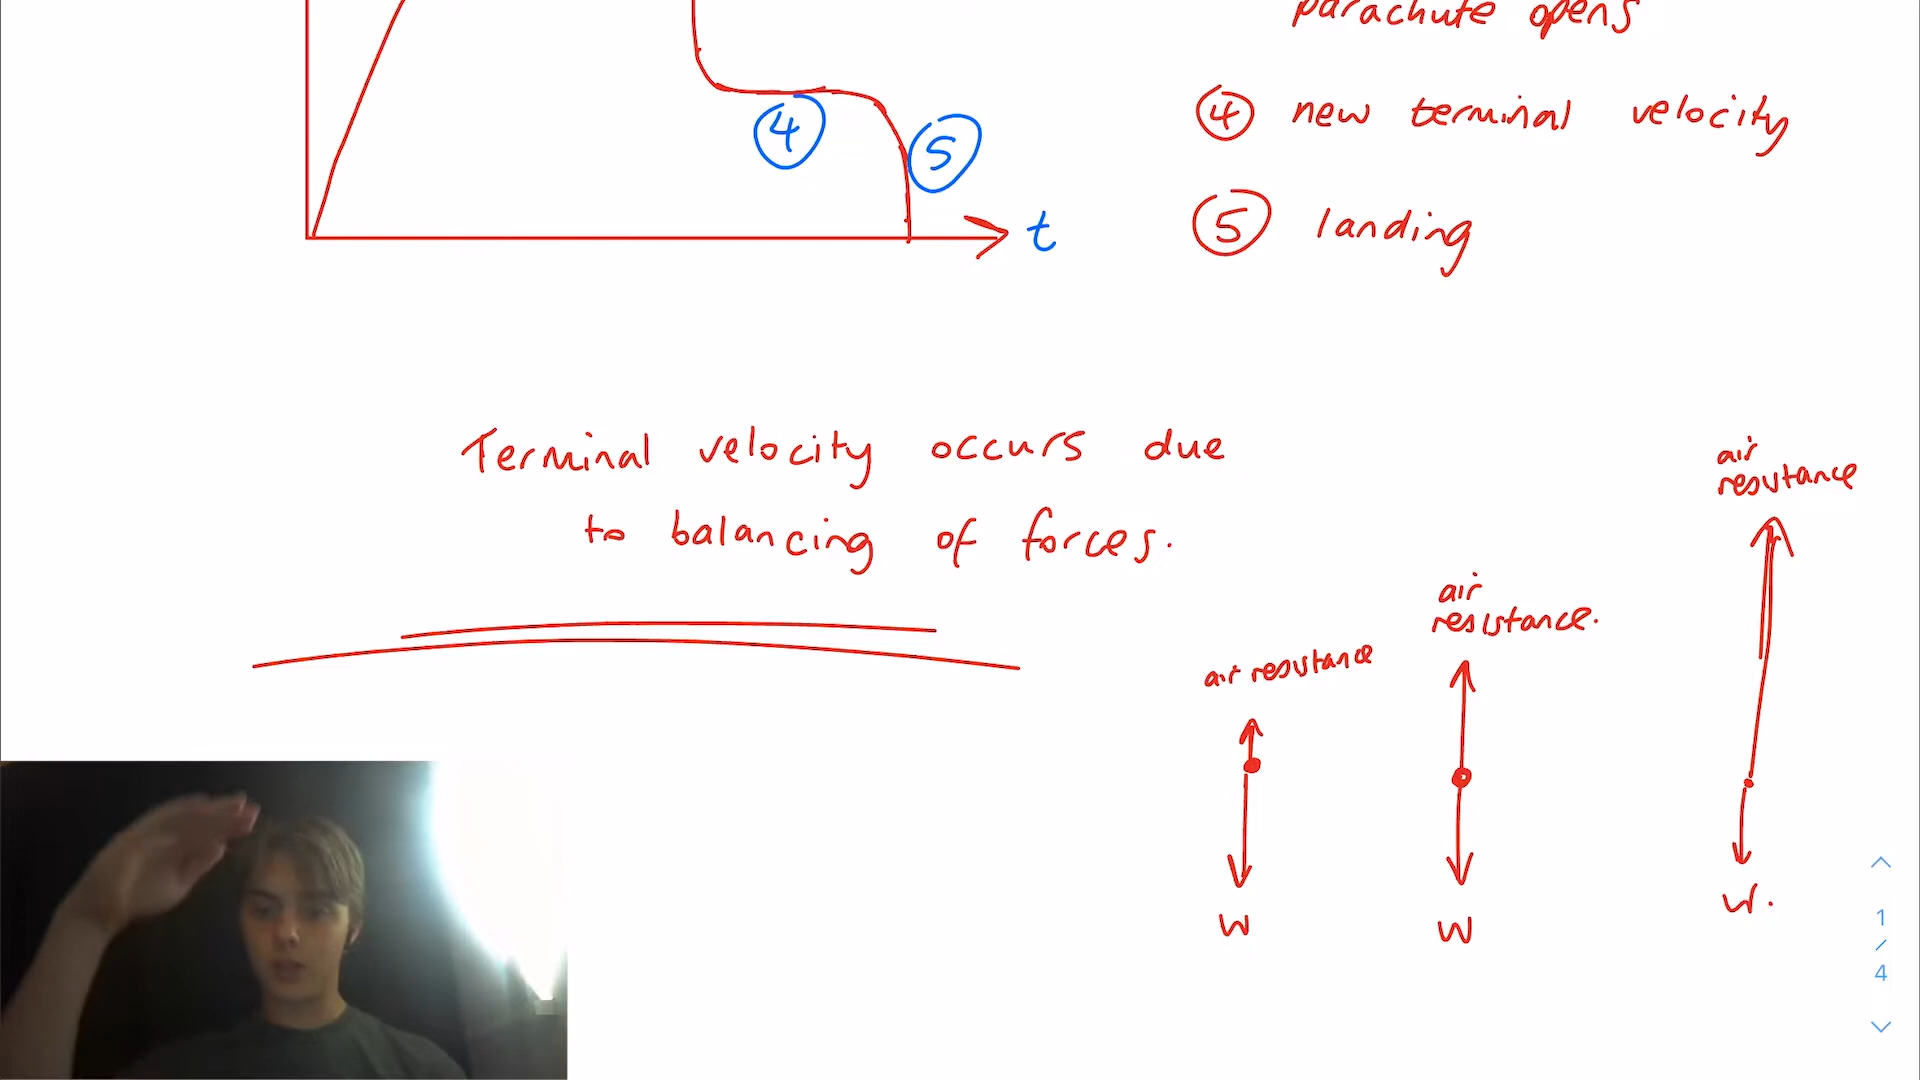 parachute opens
4 new terminal velocity
4
5
5 landing
t
Terminal velocity occurs due
to balancing of forces.
air
resistance
air
resistance.
air resistance
W
W
W.
1
/
4